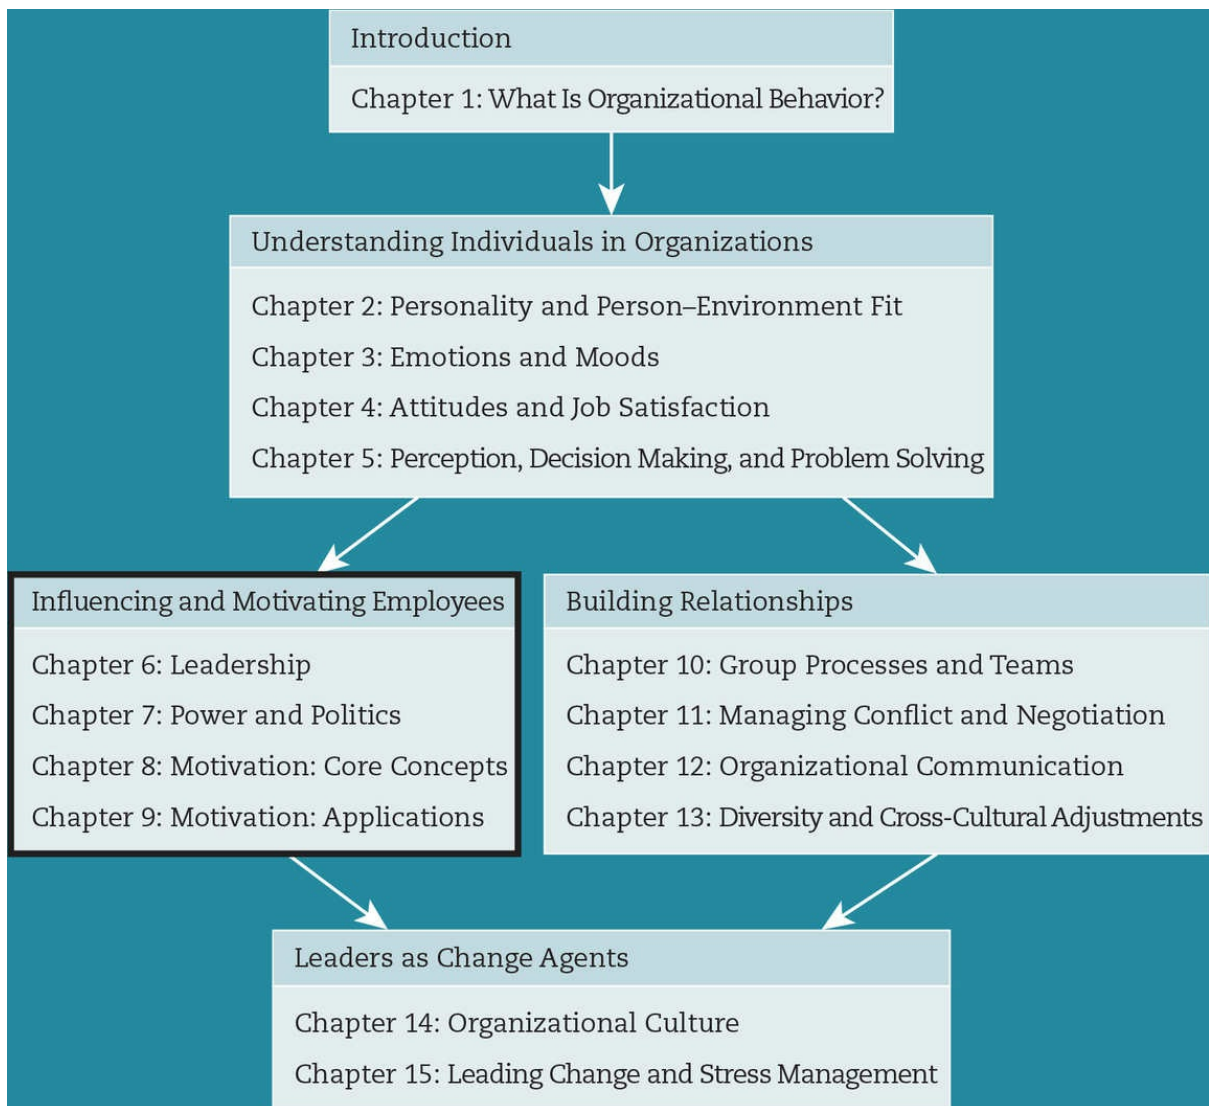 Introduction
Chapter 1: What Is Organizational Behavior?
Understanding Individuals in Organizations
Chapter 2: Personality and Person–Environment Fit
Chapter 3: Emotions and Moods
Chapter 4: Attitudes and Job Satisfaction
Chapter 5: Perception, Decision Making, and Problem Solving
Influencing and Motivating Employees
Chapter 6: Leadership
Chapter 7: Power and Politics
Chapter 8: Motivation: Core Concepts
Chapter 9: Motivation: Applications
Building Relationships
Chapter 10: Group Processes and Teams
Chapter 11: Managing Conflict and Negotiation
Chapter 12: Organizational Communication
Chapter 13: Diversity and Cross-Cultural Adjustments
Leaders as Change Agents
Chapter 14: Organizational Culture
Chapter 15: Leading Change and Stress Management